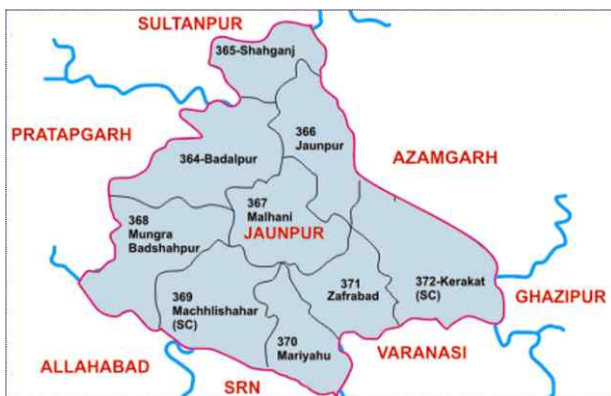 SULTANPUR
365-Shahganj
PRATAPGARH
366
Jaunpur
364-Badalpur
AZAMGARH
367
Malhani
JAUNPUR
368
Mungra
Badshahpur
371
Zafrabad
372-Kerakat
(SC)
GHAZIPUR
369
Machhlishahar
(SC)
370
Mariyahu
VARANASI
ALLAHABAD
SRN